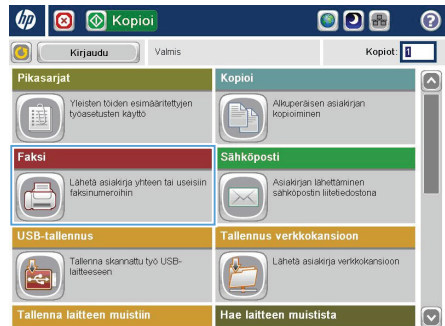 hp
Kopioi
?
Kirjaudu
Valmis
Kopiot: 1
Pikasarjat
Kopioi
Yleisten töiden esimääritettyjen
työasetusten käyttö
Alkuperäisen asiakirjan
kopioiminen
Faksi
Sähköposti
Lähetä asiakirja yhteen tai useisiin
faksinumeroihin
Asiakirjan lähettäminen
sähköpostin liitetiedostona
USB-tallennus
Tallennus verkkokansioon
Tallenna skannattu työ USB-
laitteeseen
Lähetä asiakirja verkkokansioon
Tallenna laitteen muistiin
Hae laitteen muistista